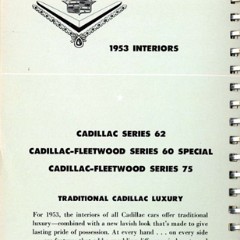 1953 INTERIORS
CADILLAC SERIES 62
CADILLAC-FLEETWOOD SERIES 60 SPECIAL
CADILLAC-FLEETWOOD SERIES 75
TRADITIONAL CADILLAC LUXURY
For 1953, the interiors of all Cadillac cars offer traditional
luxury—combined with a new lavish look that's made to give
lasting pride of possession. At every hand . . . on every side